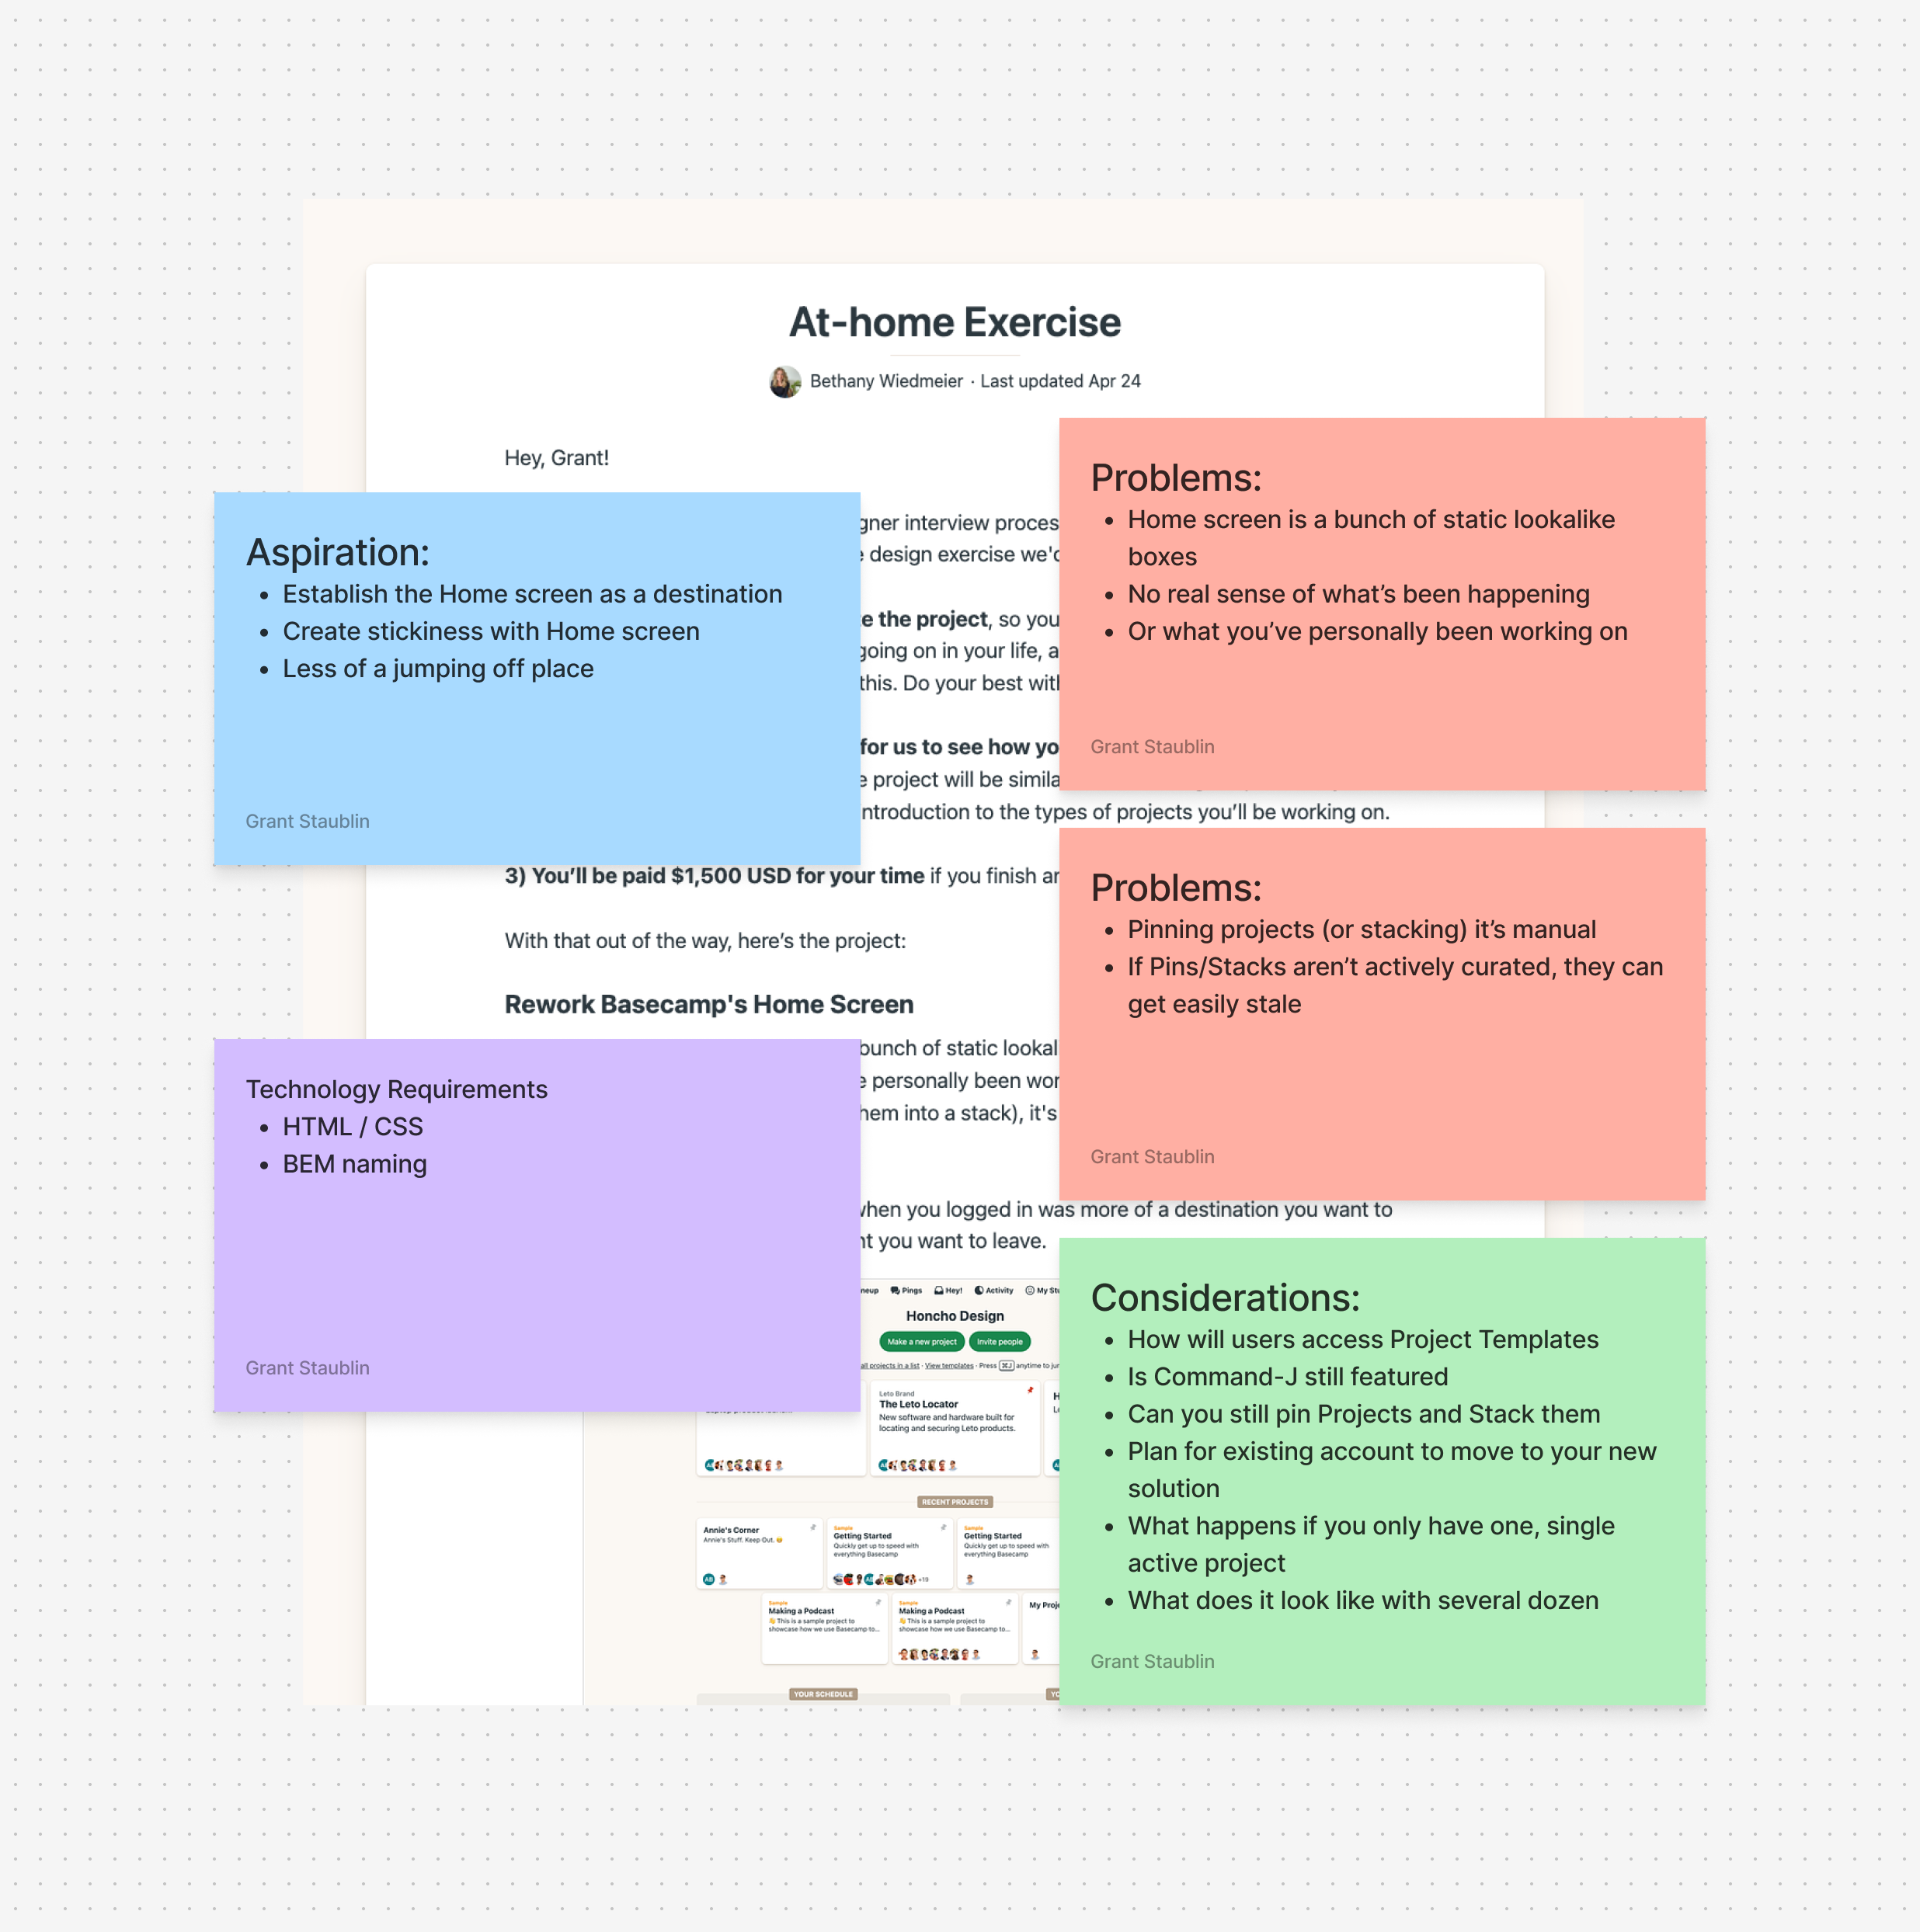 At-home Exercise
Bethany Wiedmeier · Last updated Apr 24
Hey, Grant!
Aspiration:
• Establish the Home screen as a destination
• Create stickiness with Home screen
• Less of a jumping off place
Grant Staublin
gner interview proces
e design exercise we'd
e the project, so you
going on in your life, a
this. Do your best with
for us to see how yo
e project will be simila
ntroduction to the types of projects you'll be working on.
Problems:
• Home screen is a bunch of static lookalike
boxes
• No real sense of what's been happening
• Or what you've personally been working on
Grant Staublin
3) You'll be paid $1,500 USD for your time if you finish an
With that out of the way, here's the project:
Rework Basecamp's Home Screen
Problems:
• Pinning projects (or stacking) it's manual
• If Pins/Stacks aren't actively curated, they can
get easily stale
Grant Staublin
Technology Requirements
• HTML / CSS
• BEM naming
Grant Staublin
bunch of static lookal
e personally been wor
hem into a stack), it's
when you logged in was more of a destination you want to
nt you want to leave.
Considerations:
• How will users access Project Templates
• Is Command-J still featured
• Can you still pin Projects and Stack them
• Plan for existing account to move to your new
solution
• What happens if you only have one, single
active project
• What does it look like with several dozen
Grant Staublin
neup Pings Hey! Activity My Stu
Honcho Design
Make a new project Invite people
all projects in a list · View templates · Press ⌘J anytime to jum
Leto Brand
The Leto Locator
New software and hardware built for
locating and securing Leto products.
RECENT PROJECTS
Annie's Corner
Annie's Stuff. Keep Out. 😊
AB
Sample
Getting Started
Quickly get up to speed with
everything Basecamp
+19
Sample
Getting Started
Quickly get up to speed with
everything Basecamp
Sample
Making a Podcast
👋 This is a sample project to
showcase how we use Basecamp to...
Sample
Making a Podcast
👋 This is a sample project to
showcase how we use Basecamp to...
My Proje
YOUR SCHEDULE
YO